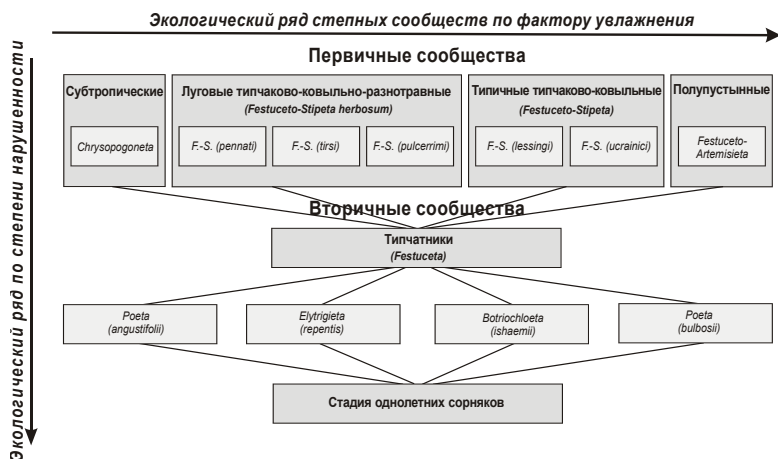 Экологический ряд степных сообществ по фактору увлажнения
Экологический ряд по степени нарушенности
Первичные сообщества
Субтропические
Chrysopogoneta
Луговые типчаково-ковыльно-разнотравные
(Festuceto-Stipeta herbosum)
F.-S. (pennati)
F.-S. (tirsi)
F.-S. (pulcerrimi)
Типичные типчаково-ковыльные
(Festuceto-Stipeta)
F.-S. (lessingi)
F.-S. (ucrainici)
Полупустынные
Festuceto-
Artemisieta
Вторичные сообщества
Типчатники
(Festuceta)
Poeta
(angustifolii)
Elytrigieta
(repentis)
Botriochloeta
(ishaemii)
Poeta
(bulbosii)
Стадия однолетних сорняков